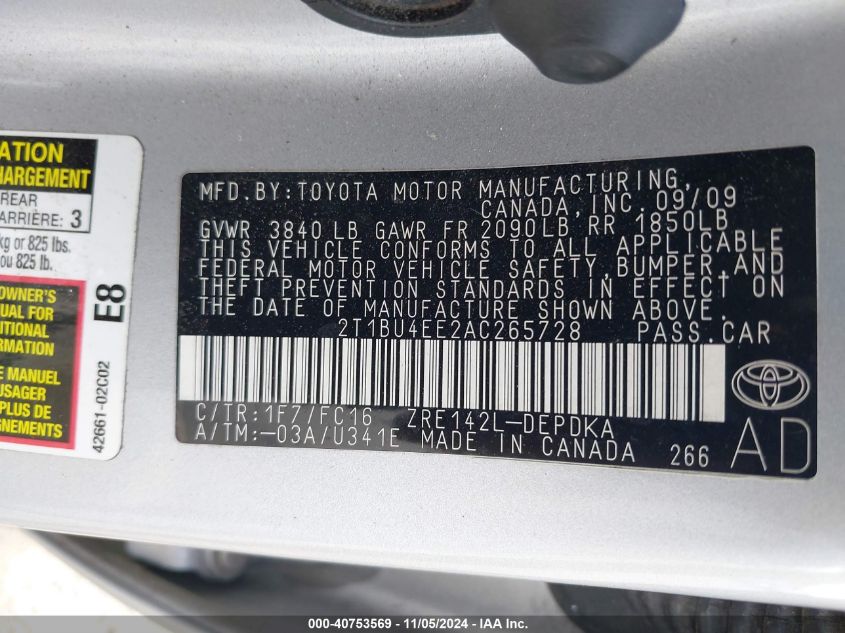 ATION
HARGEMENT
REAR
ARRIÈRE: 3
kg or 825 lbs.
ou 825 lb.
OWNER'S
UAL FOR
ITIONAL
RMATION
E MANUEL
USAGER
S DE
GNEMENTS
E8
42661-02C02
MFD.BY:TOYOTA MOTOR MANUFACTURING,
CANADA, INC. 09/09
GVWR 3840 LB GAWR FR 2090LB RR 1850LB
THIS VEHICLE CONFORMS TO ALL APPLICABLE
FEDERAL MOTOR VEHICLE SAFETY,BUMPER,AND
THEFT PREVENTION STANDARDS IN EFFECT ON
THE DATE OF MANUFACTURE SHOWN ABOVE.
2T1BU4EE2AC265728 PASS.CAR
C/TR:1F7/FC16 ZRE142L-DEPDKA
A/TM:-03A/U341E MADE IN CANADA 266
AD
000-40753569 - 11/05/2024 - IAAI.com